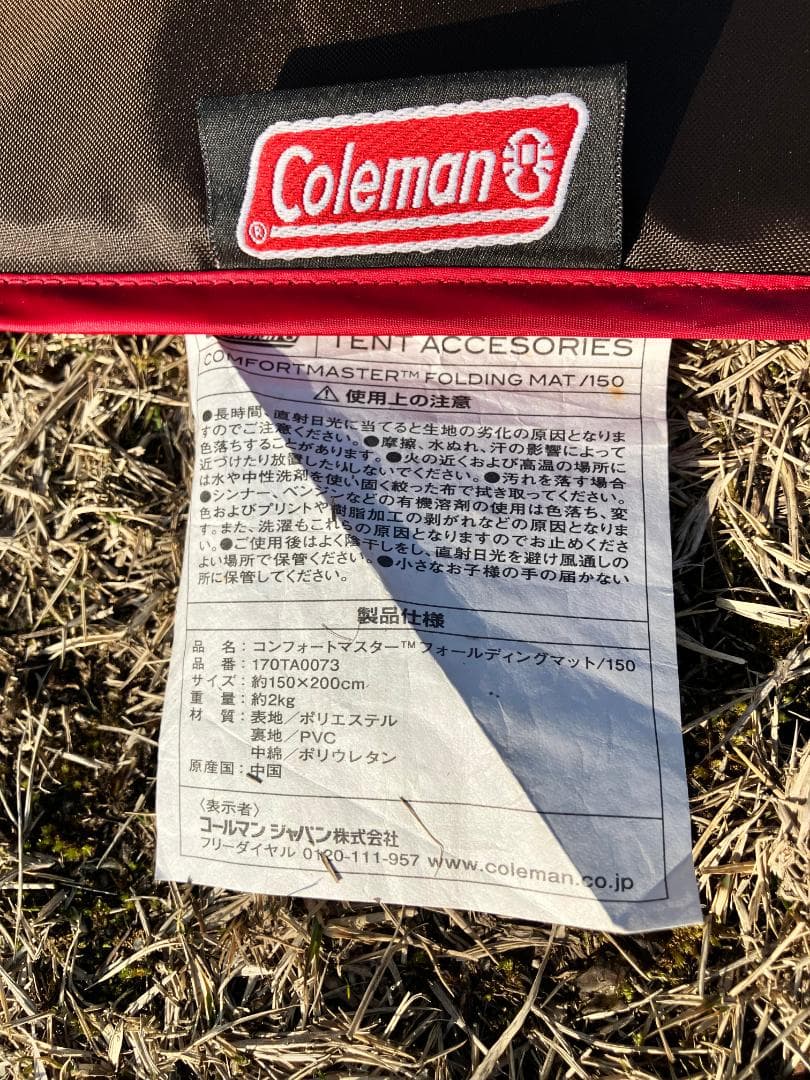 Coleman
®
TENT ACCESORIES
COMFORTMASTER™ FOLDING MAT /150
⚠ 使用上の注意
●長時間、直射日光に当てると生地の劣化の原因となりま
すのでご注意ください。●摩擦、水ぬれ、汗の影響によって
色落ちすることがあります。●火の近くおよび高温の場所に
近づけたり放置したりしないでください。●汚れを落す場合
は水や中性洗剤を使い固く絞った布で拭き取ってください。
●シンナー、ベンジンなどの有機溶剤の使用は色落ち、変
色およびプリントや樹脂加工の剥がれなどの原因となりま
す。また、洗濯もこれらの原因となりますのでお止めくださ
い。●ご使用後はよく陰干しをし、直射日光を避け風通しの
よい場所で保管ください。●小さなお子様の手の届かない
所に保管してください。
製品仕様
品 名：コンフォートマスター™フォールディングマット/150
品 番：170TA0073
サイズ：約150×200cm
重 量：約2kg
材 質：表地／ポリエステル
裏地／PVC
中綿／ポリウレタン
原産国：中国
〈表示者〉
コールマン ジャパン株式会社
フリーダイヤル 0120-111-957 www.coleman.co.jp